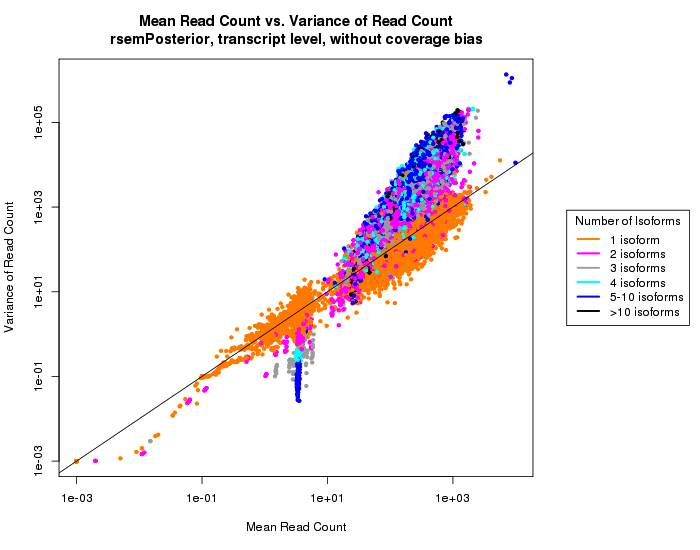 Mean Read Count vs. Variance of Read Count
rsemPosterior, transcript level, without coverage bias
Variance of Read Count
1e+05
1e+03
1e+01
1e-01
1e-03
1e-03
1e-01
1e+01
1e+03
Mean Read Count
Number of Isoforms
1 isoform
2 isoforms
3 isoforms
4 isoforms
5-10 isoforms
>10 isoforms